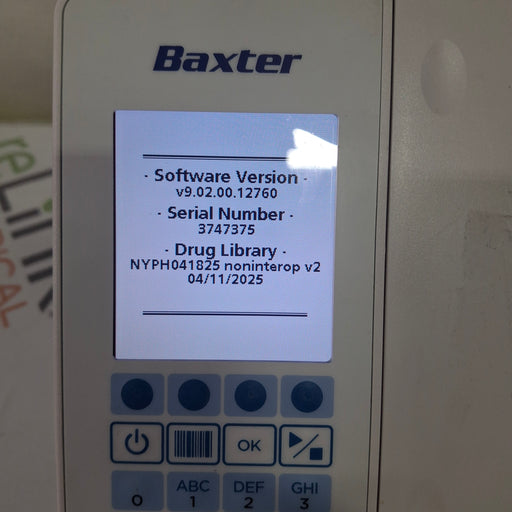 Baxter
- Software Version -
v9.02.00.12760
- Serial Number -
3747375
- Drug Library -
NYPH041825 noninterop v2
04/11/2025
OK
0
ABC
1
DEF
2
GHI
3